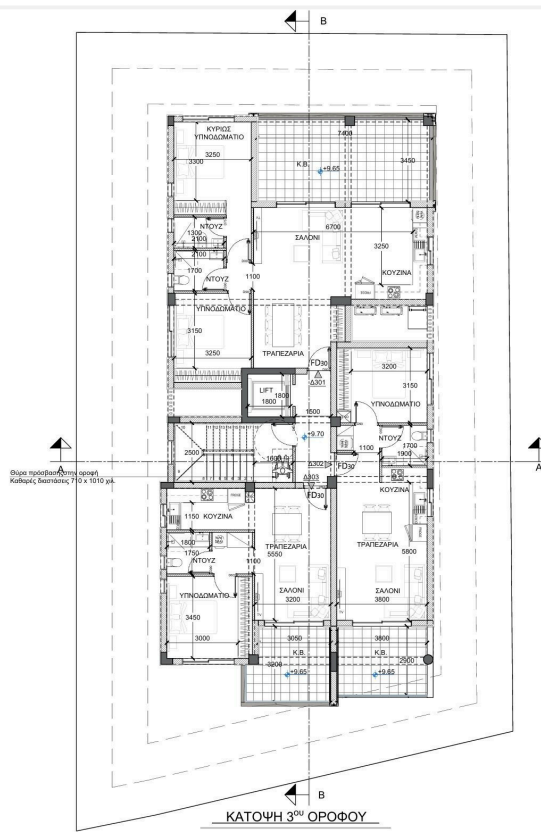 B
ΚΥΡΙΩΣ
ΥΠΝΟΔΩΜΑΤΙΟ
3250
3300
7400
3450
Κ.Β.
+9.65
ΝΤΟΥΖ
1300
2100
6700
ΣΑΛΟΝΙ
3250
2100
1700
ΝΤΟΥΖ
1100
ΚΟΥΖΙΝΑ
ΥΠΝΟΔΩΜΑΤΙΟ
3150
3250
ΤΡΑΠΕΖΑΡΙΑ
FD30
Δ301
3200
3150
LIFT
1800
1800
1500
ΥΠΝΟΔΩΜΑΤΙΟ
+9.70
ΝΤΟΥΖ
1100
1700
1900
2500
1600
A
A
Θύρα πρόσβασης στην οροφή
Καθαρές διαστάσεις 710 x 1010 χιλ.
Δ302
FD30
Δ303
FD30
ΚΟΥΖΙΝΑ
1150
ΚΟΥΖΙΝΑ
1800
1750
ΝΤΟΥΖ
1100
ΤΡΑΠΕΖΑΡΙΑ
5550
ΤΡΑΠΕΖΑΡΙΑ
5800
ΥΠΝΟΔΩΜΑΤΙΟ
3450
3000
ΣΑΛΟΝΙ
3200
ΣΑΛΟΝΙ
3800
3050
3800
Κ.Β.
Κ.Β.
3200
2900
+9.65
+9.65
B
ΚΑΤΟΨΗ 3ΟΥ ΟΡΟΦΟΥ